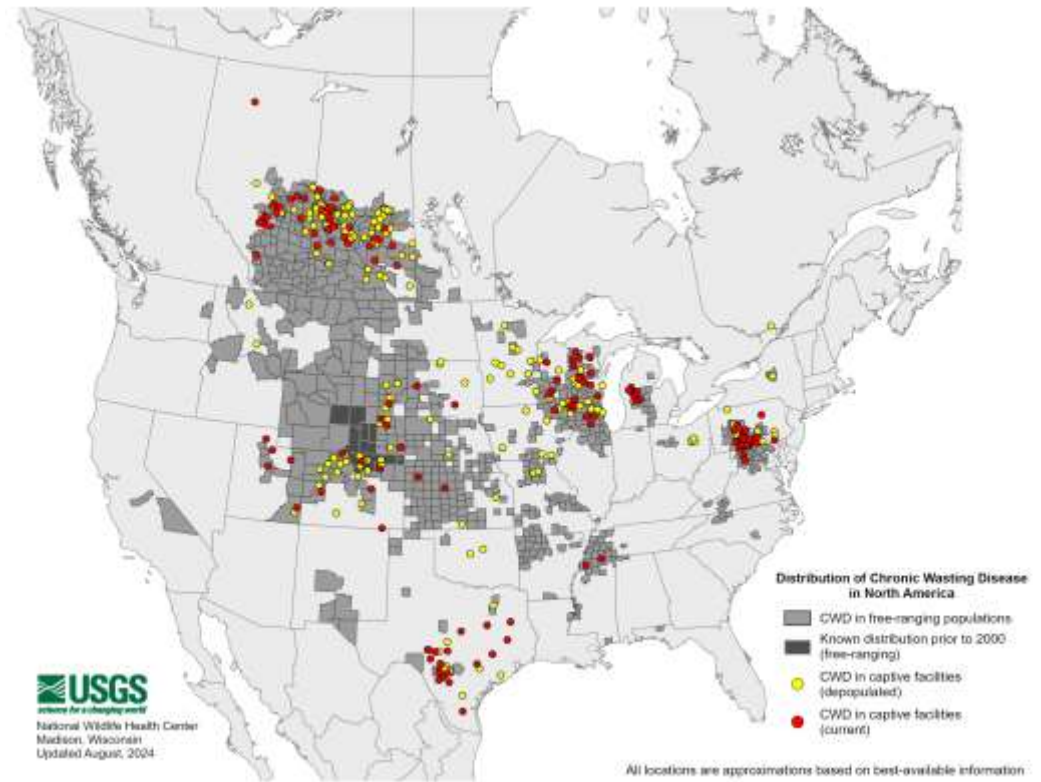 Distribution of Chronic Wasting Disease
in North America
CWD in free-ranging populations
Known distribution prior to 2000
(free-ranging)
CWD in captive facilities
(depopulated)
CWD in captive facilities
(current)
USGS
science for a changing world
National Wildlife Health Center
Madison, Wisconsin
Updated August, 2024
All locations are approximations based on best-available information